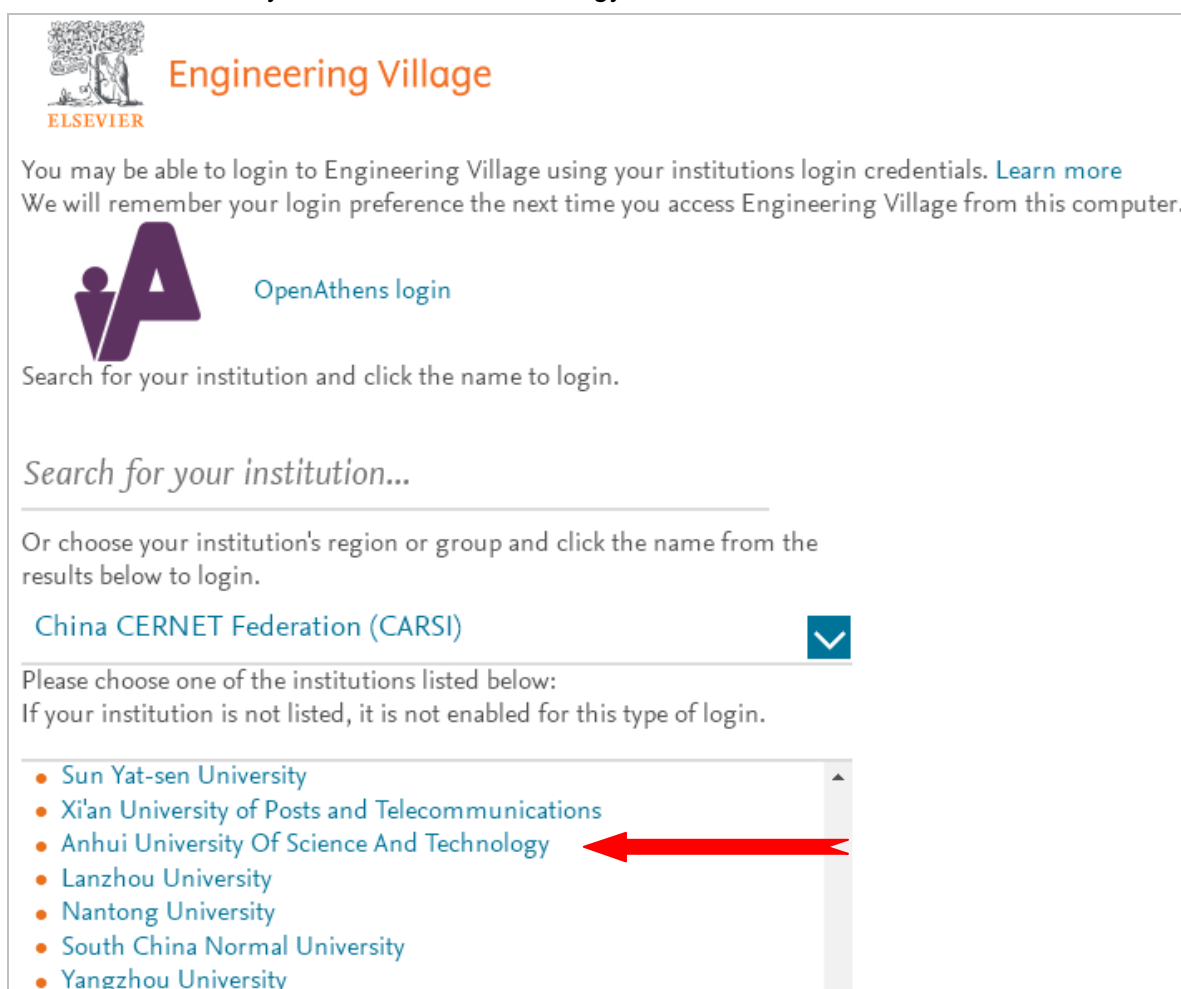 Engineering Village
ELSEVIER
You may be able to login to Engineering Village using your institutions login credentials. Learn more
We will remember your login preference the next time you access Engineering Village from this computer.
OpenAthens login
Search for your institution and click the name to login.
Search for your institution...
Or choose your institution's region or group and click the name from the
results below to login.
China CERNET Federation (CARSI)
Please choose one of the institutions listed below:
If your institution is not listed, it is not enabled for this type of login.
Sun Yat-sen University
Xi'an University of Posts and Telecommunications
Anhui University Of Science And Technology
Lanzhou University
Nantong University
South China Normal University
Yangzhou University